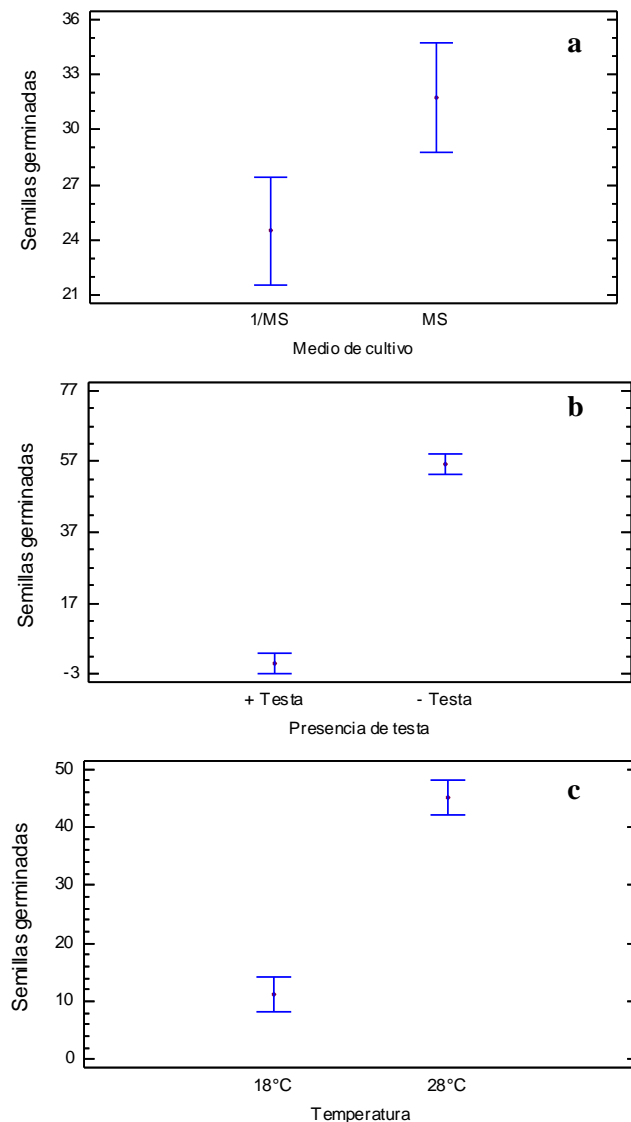 36
a
33
30
27
24
21
Semillas germinadas
1/MS
MS
Medio de cultivo
77
b
57
37
17
-3
Semillas germinadas
+ Testa
- Testa
Presencia de testa
50
c
40
30
20
10
0
Semillas germinadas
18°C
28°C
Temperatura